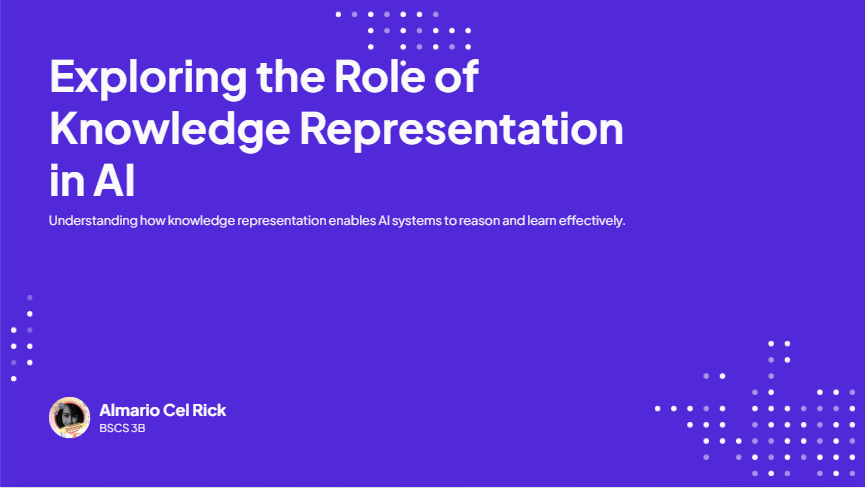 Exploring the Role of
Knowledge Representation
in AI
Understanding how knowledge representation enables AI systems to reason and learn effectively.
Almario Cel Rick
BSCS 3B